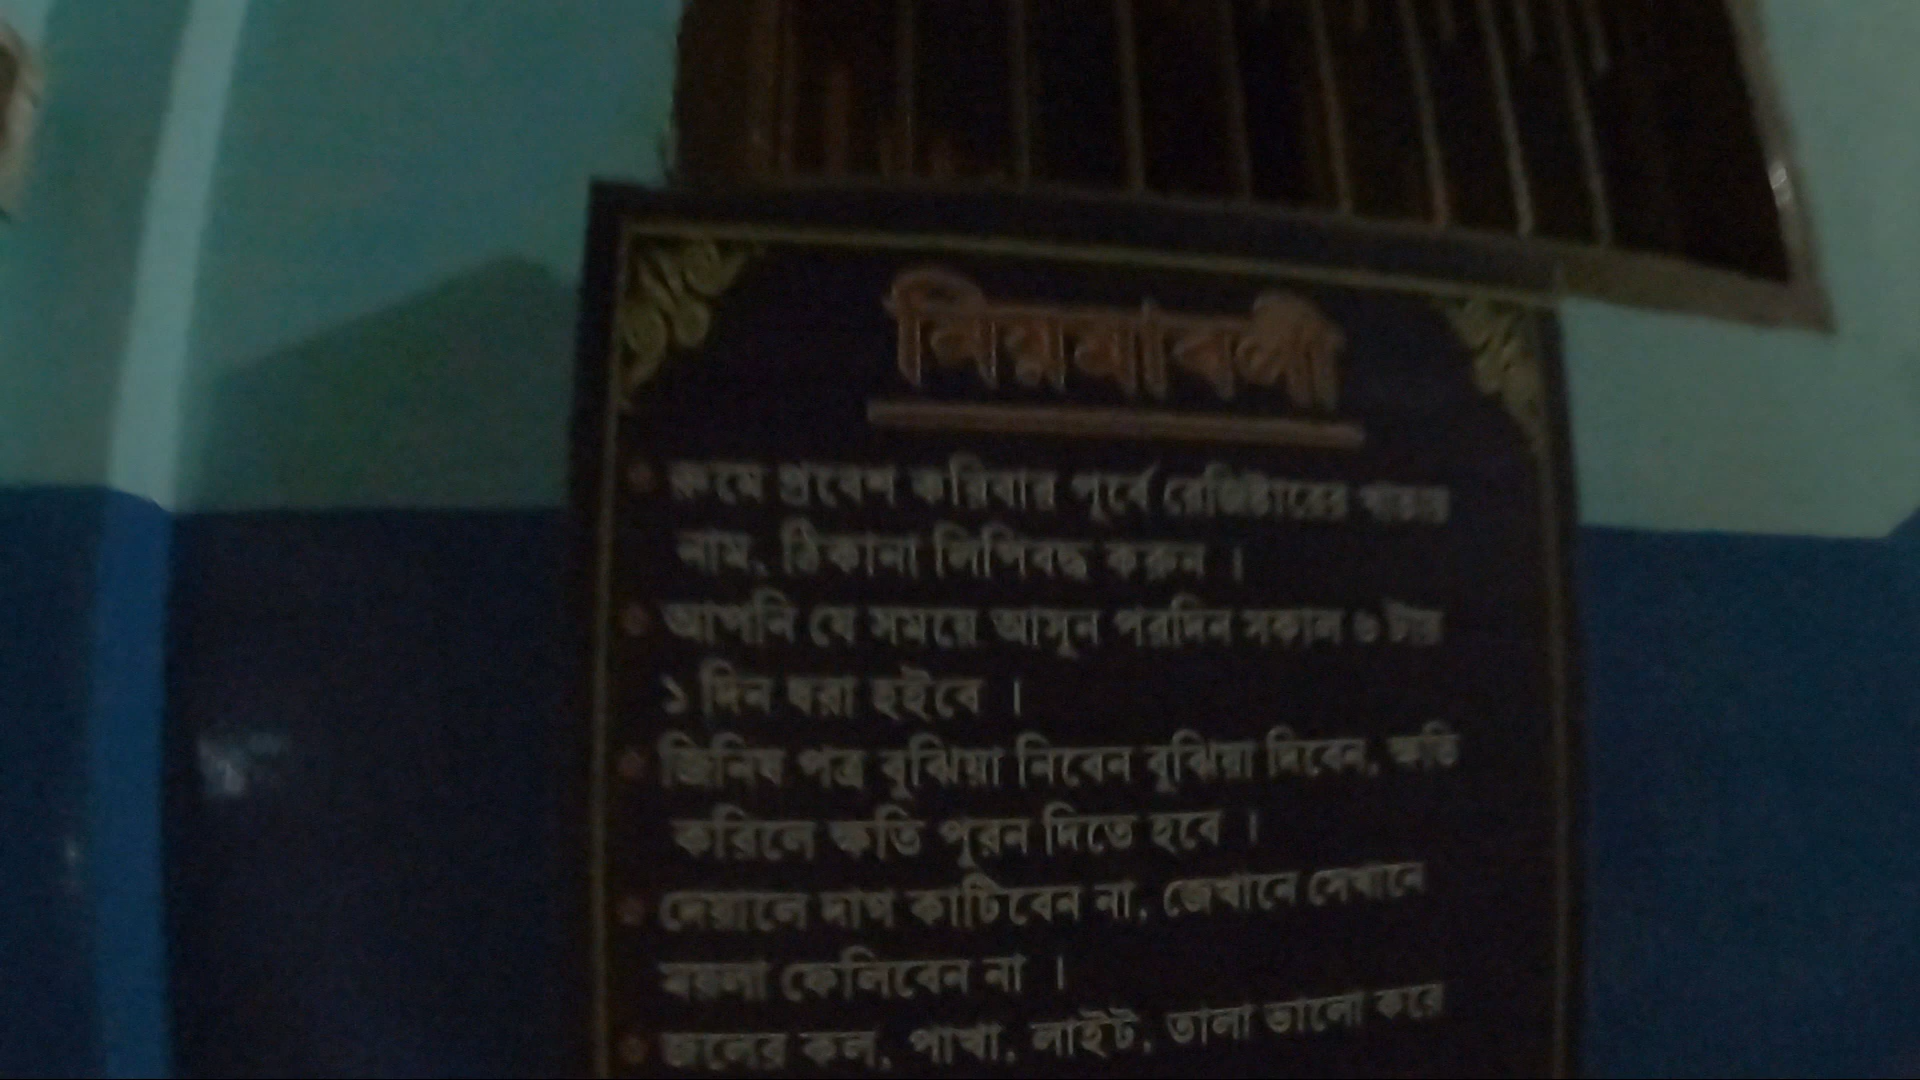 নিয়মাবলী
রুমে প্রবেশ করিবার পূর্বে রেজিষ্টারের খাতায়
নাম, ঠিকানা লিপিবদ্ধ করুন ।
আপনি যে সময়ে আসুন পরদিন সকাল ৬ টায়
১ দিন ধরা হইবে ।
জিনিষ পত্র বুঝিয়া নিবেন বুঝিয়া দিবেন, ক্ষতি
করিলে ক্ষতি পূরন দিতে হবে ।
দেয়ালে দাগ কাটিবেন না, জেখানে সেখানে
ময়লা ফেলিবেন না ।
জলের কল, পাখা, লাইট, তালা ভালো করে